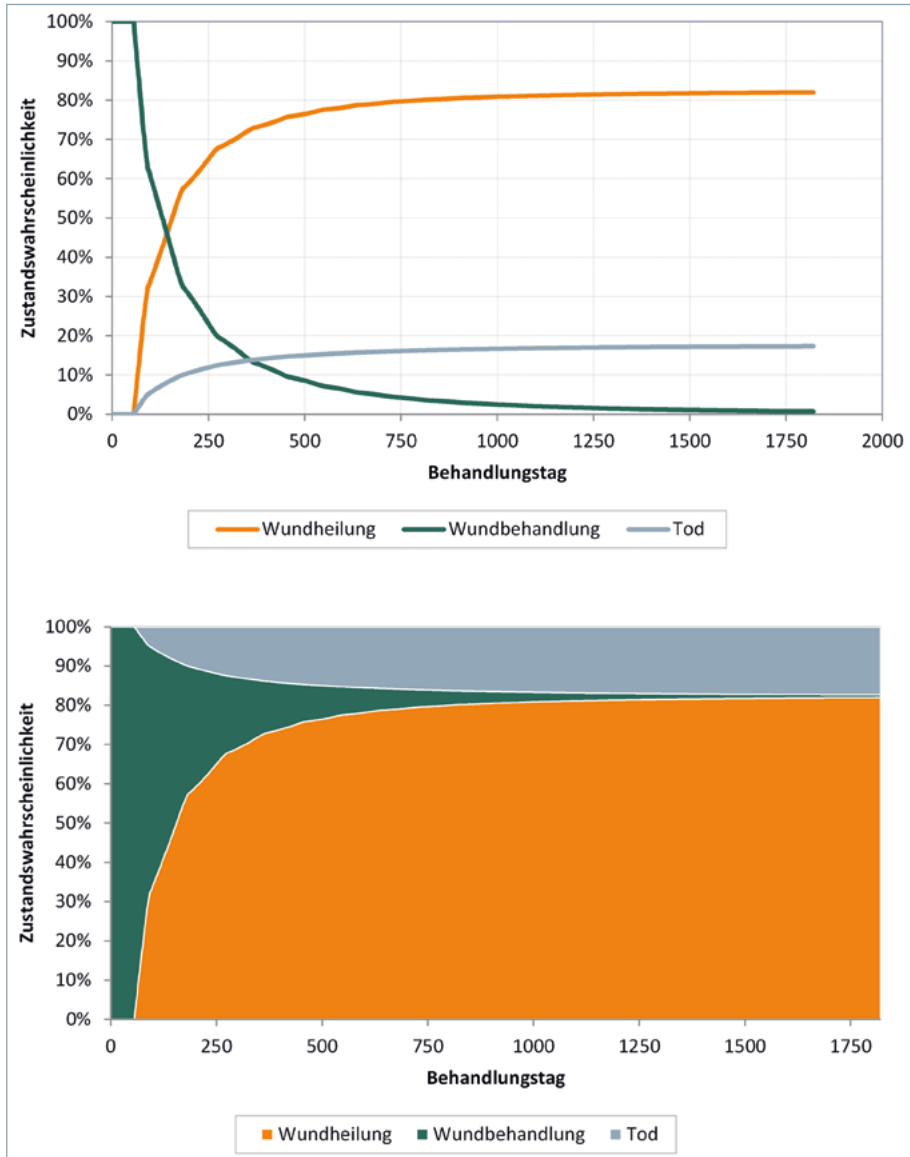 100%
90%
80%
70%
60%
50%
40%
30%
20%
10%
0%
Zustandswahrscheinlichkeit
0 250 500 750 1000 1250 1500 1750 2000
Behandlungstag
Wundheilung Wundbehandlung Tod
100%
90%
80%
70%
60%
50%
40%
30%
20%
10%
0%
Zustandswahrscheinlichkeit
0 250 500 750 1000 1250 1500 1750
Behandlungstag
Wundheilung Wundbehandlung Tod